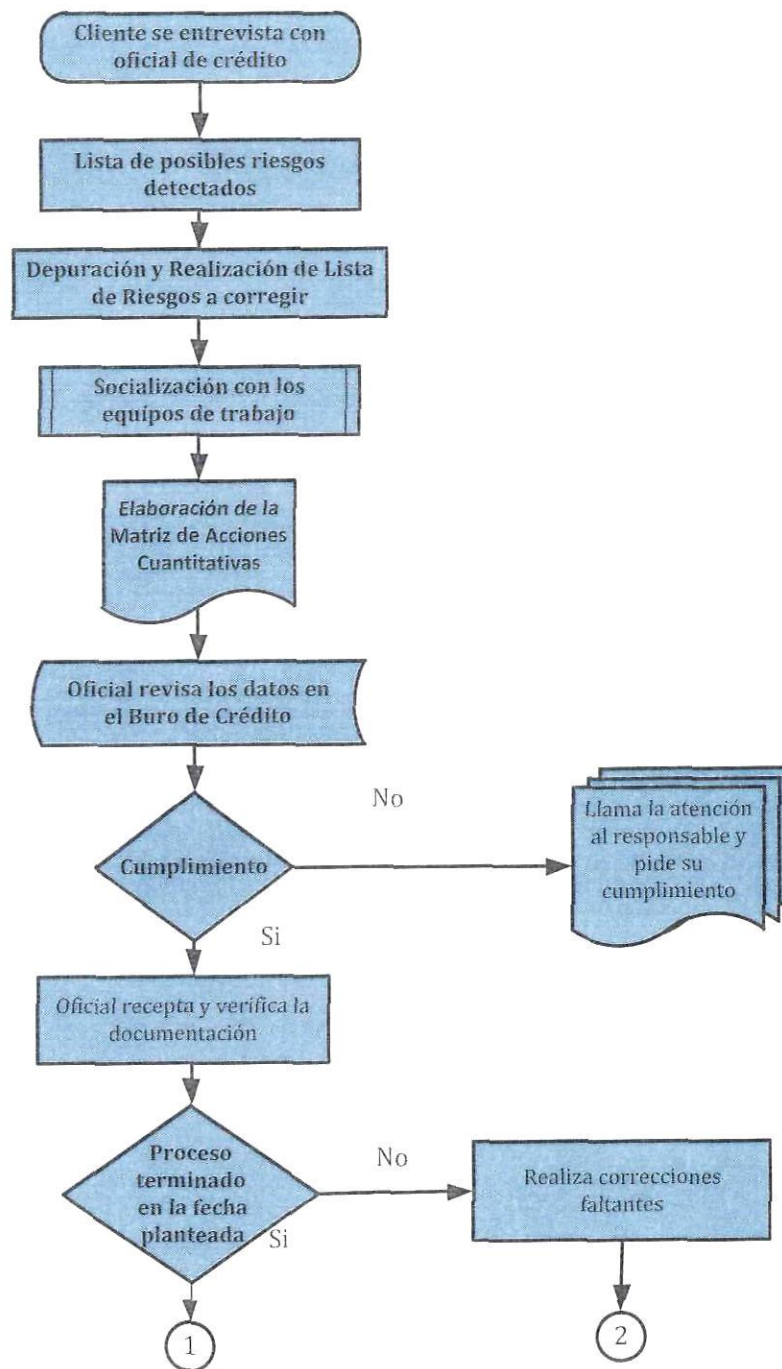 Cliente se entrevista con
oficial de crédito
Lista de posibles riesgos
detectados
Depuración y Realización de Lista
de Riesgos a corregir
Socialización con los
equípos de trabajo
Elaboración de la
Matriz de Acciones
Cuantitativas
Oficial revisa los datos en
el Buro de Crédito
Cumplimiento
No
Llama la atención
al responsable y
pide su
cumplimiento
Si
Oficial recepta y verifica la
documentación
Proceso
terminado
en la fecha
planteada
No
Realiza correcciones
faltantes
Si
1
2